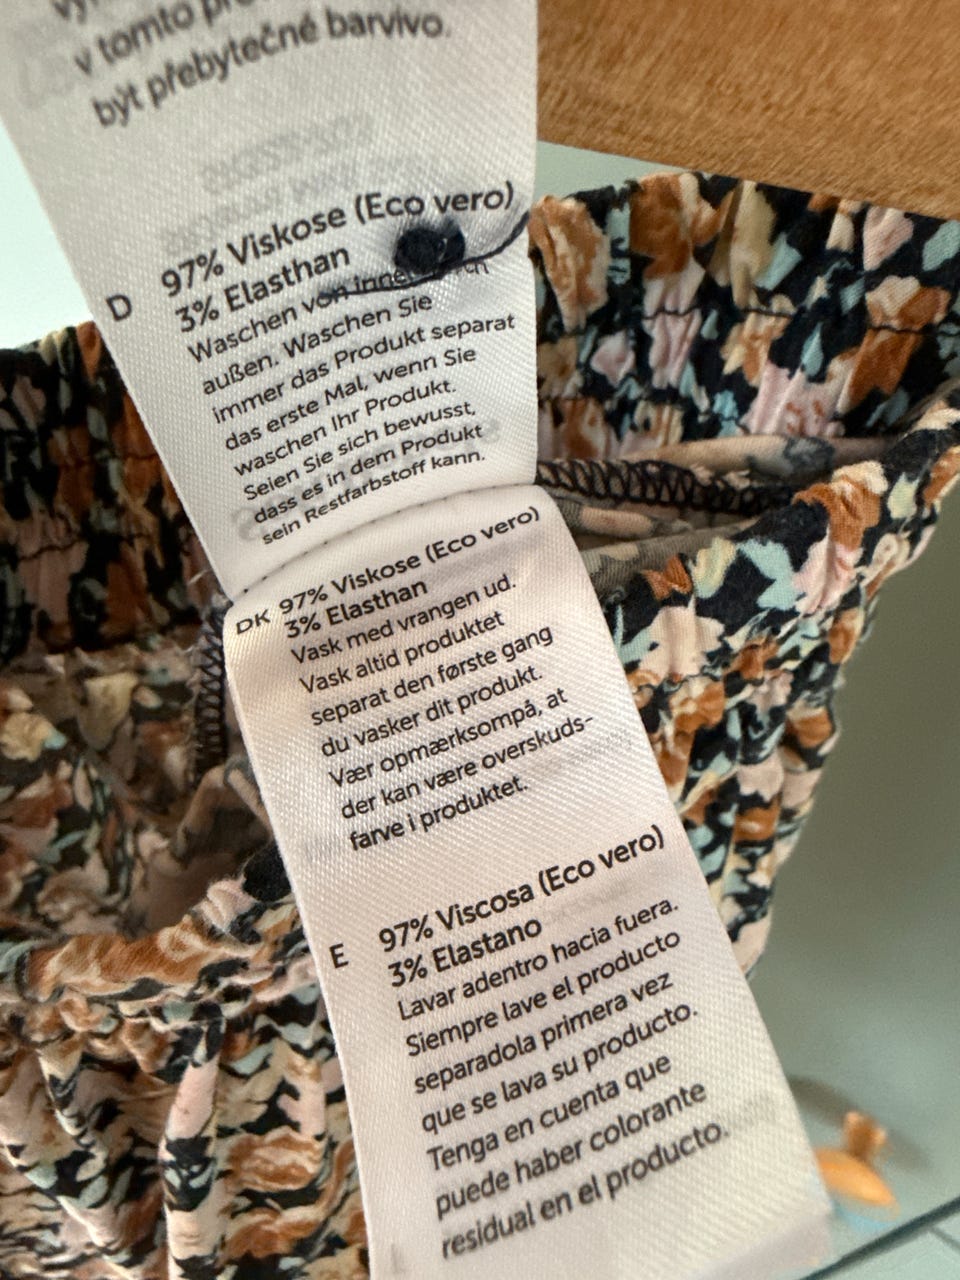 v tomto
být přebytečné barvivo.
D
97% Viskose (Eco vero)
3% Elasthan
Waschen von
außen. Waschen Sie
immer das Produkt separat
das erste Mal, wenn Sie
waschen Ihr Produkt.
Seien Sie sich bewusst,
dass es in dem Produkt
sein Restfarbstoff kann.
DK 97% Viskose (Eco vero)
3% Elasthan
Vask med vrangen ud.
Vask altid produktet
separat den første gang
du vasker dit produkt.
Vær opmærksompå, at
der kan være overskuds-
farve i produktet.
E
97% Viscosa (Eco vero)
3% Elastano
Lavar adentro hacia fuera.
Siempre lave el producto
separadola primera vez
que se lava su producto.
Tenga en cuenta que
puede haber colorante
residual en el producto.